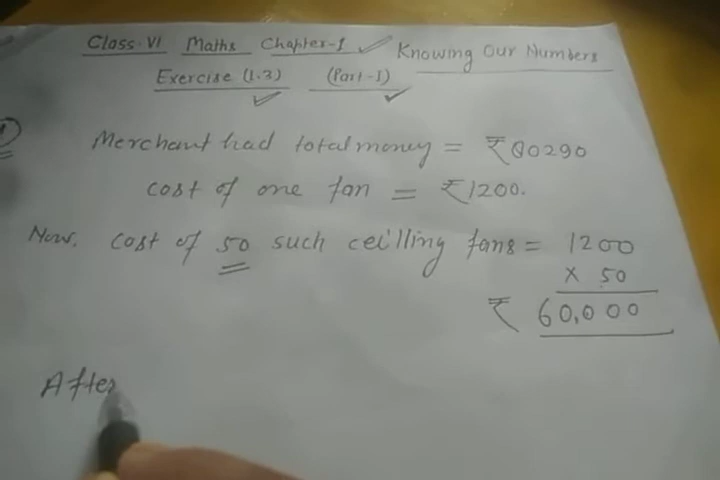 Class-VI Maths Chapter-1 Knowing Our Numbers
Exercise (1.3) (Part-1)
Merchant had total money = ₹80290
cost of one fan = ₹1200.
Now, cost of 50 such ceilling fans = 1200
× 50
₹ 60,000
After